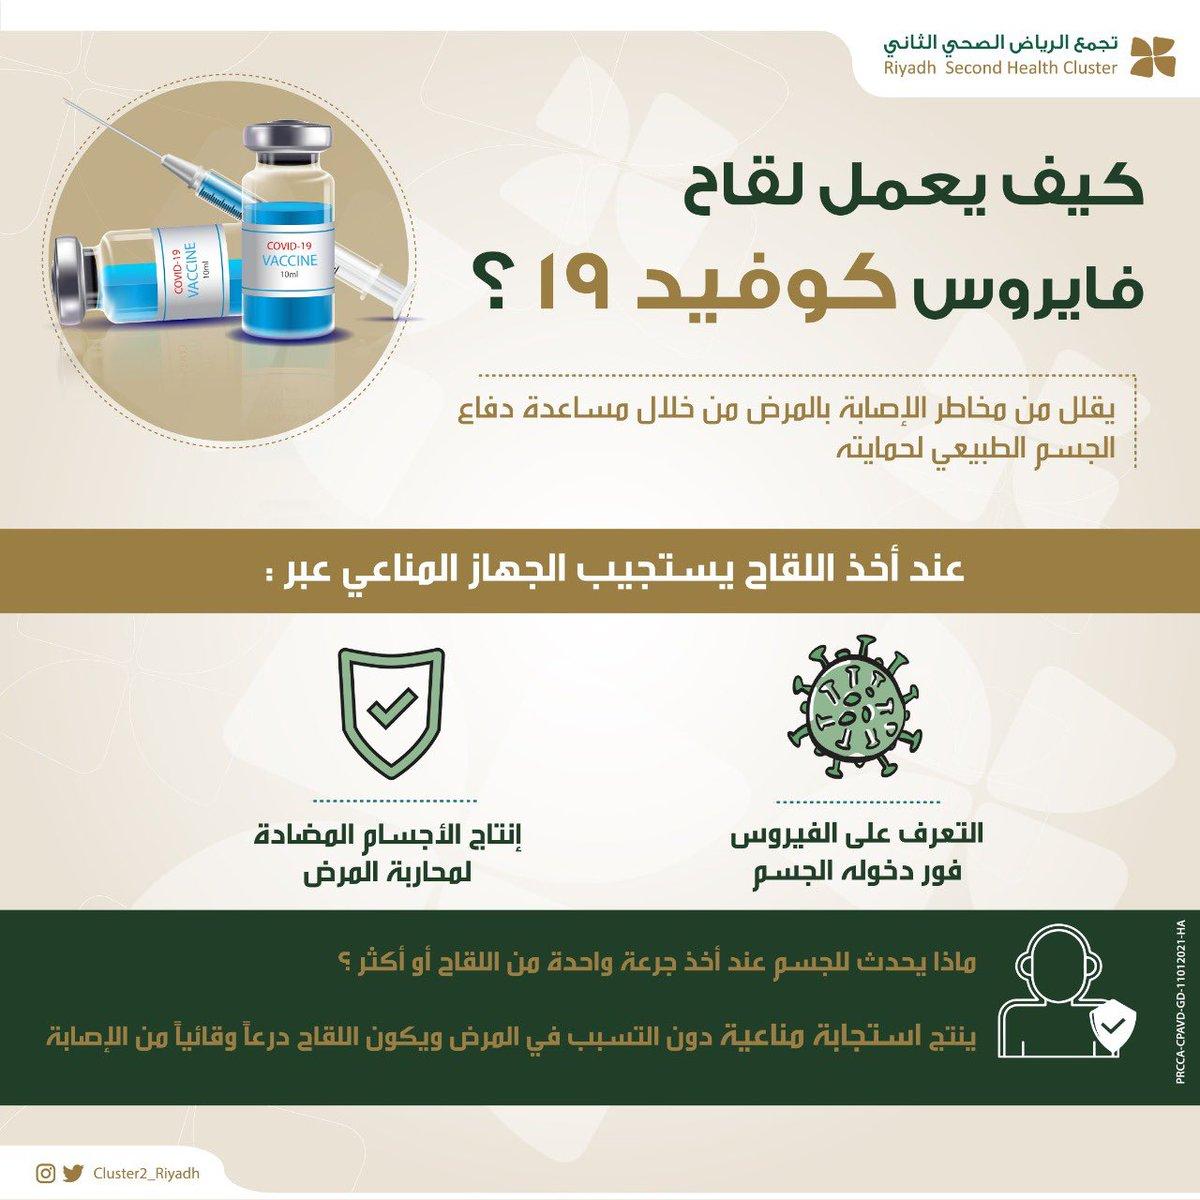 تجمع الرياض الصحي الثاني
Riyadh Second Health Cluster
كيف يعمل لقاح
فايروس كوفيد ١٩ ؟
COVID-19
VACCINE
10ml
COVID-19
VACCINE
10ml
يقلل من مخاطر الإصابة بالمرض من خلال مساعدة دفاع
الجسم الطبيعي لحمايته
عند أخذ اللقاح يستجيب الجهاز المناعي عبر :
التعرف على الفيروس
فور دخوله الجسم
إنتاج الأجسام المضادة
لمحاربة المرض
ماذا يحدث للجسم عند أخذ جرعة واحدة من اللقاح أو أكثر ؟
ينتج استجابة مناعية دون التسبب في المرض ويكون اللقاح درعاً وقائياً من الإصابة
PRCCA-CPAVD-GD-11012021-HA
Cluster2_Riyadh